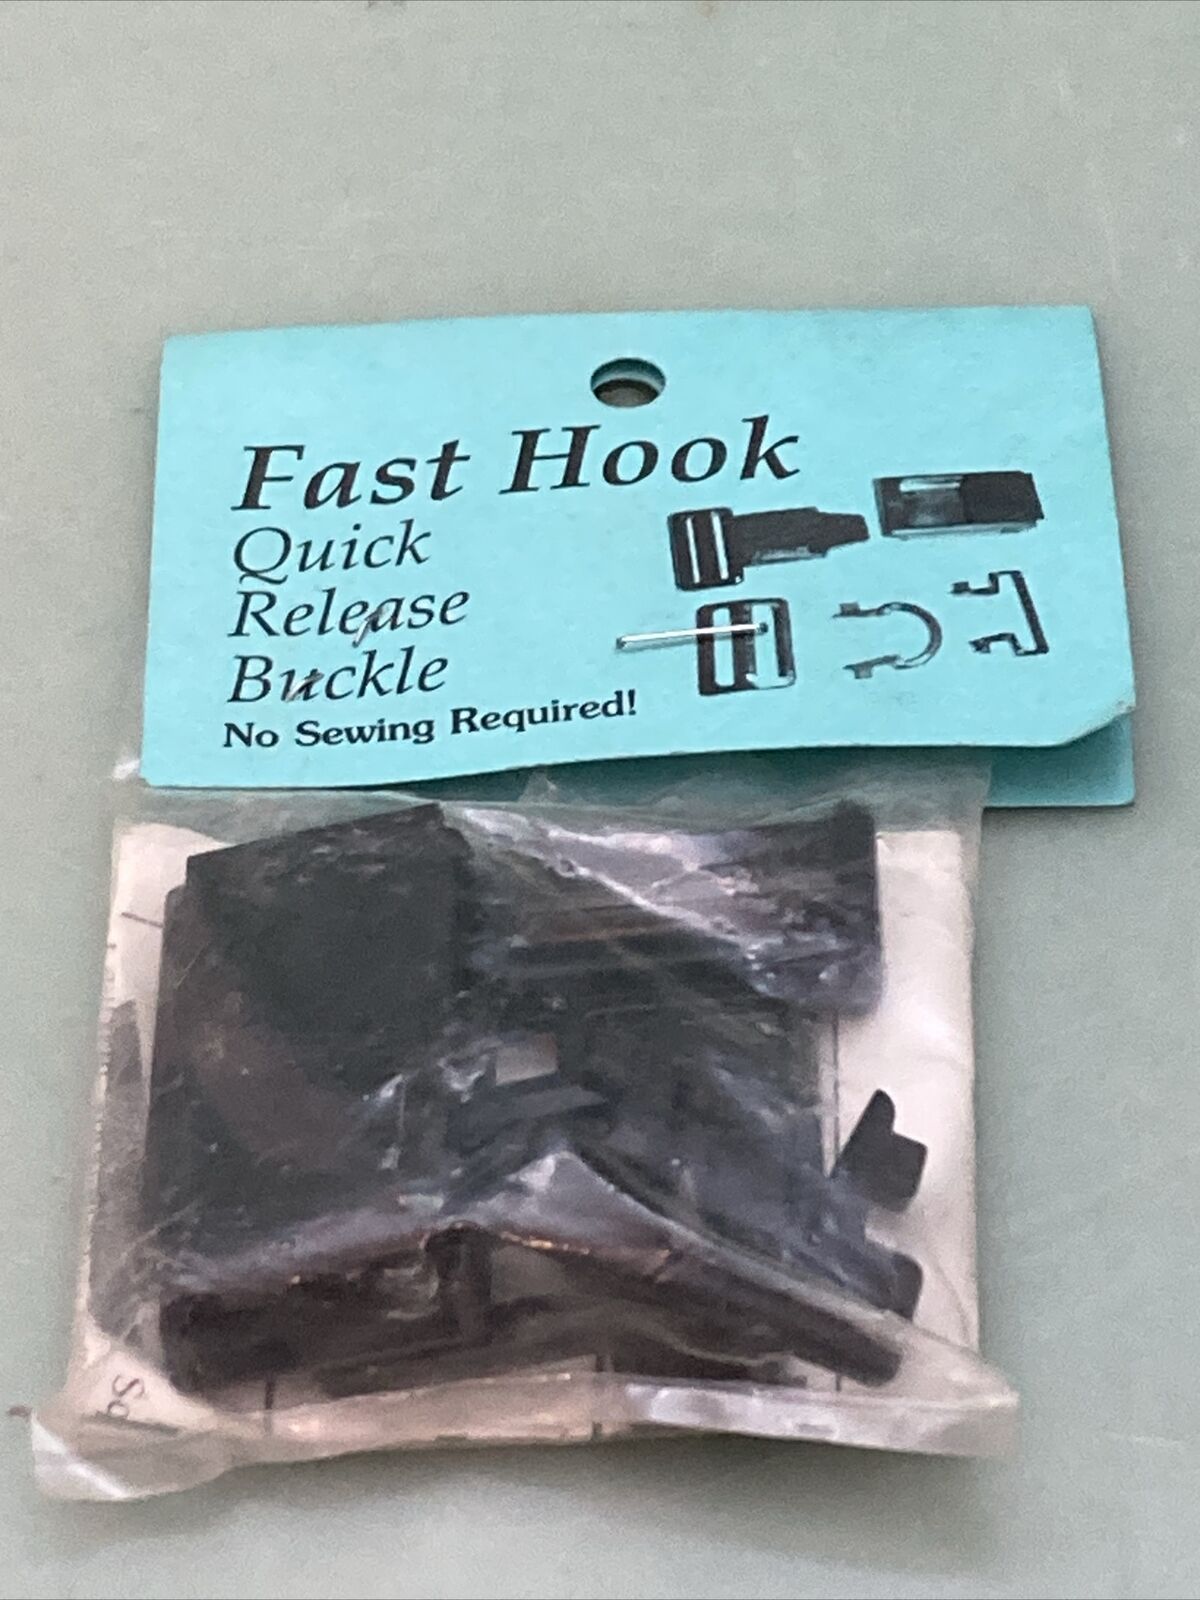 Fast Hook
Quick
Release
Buckle
No Sewing Required!